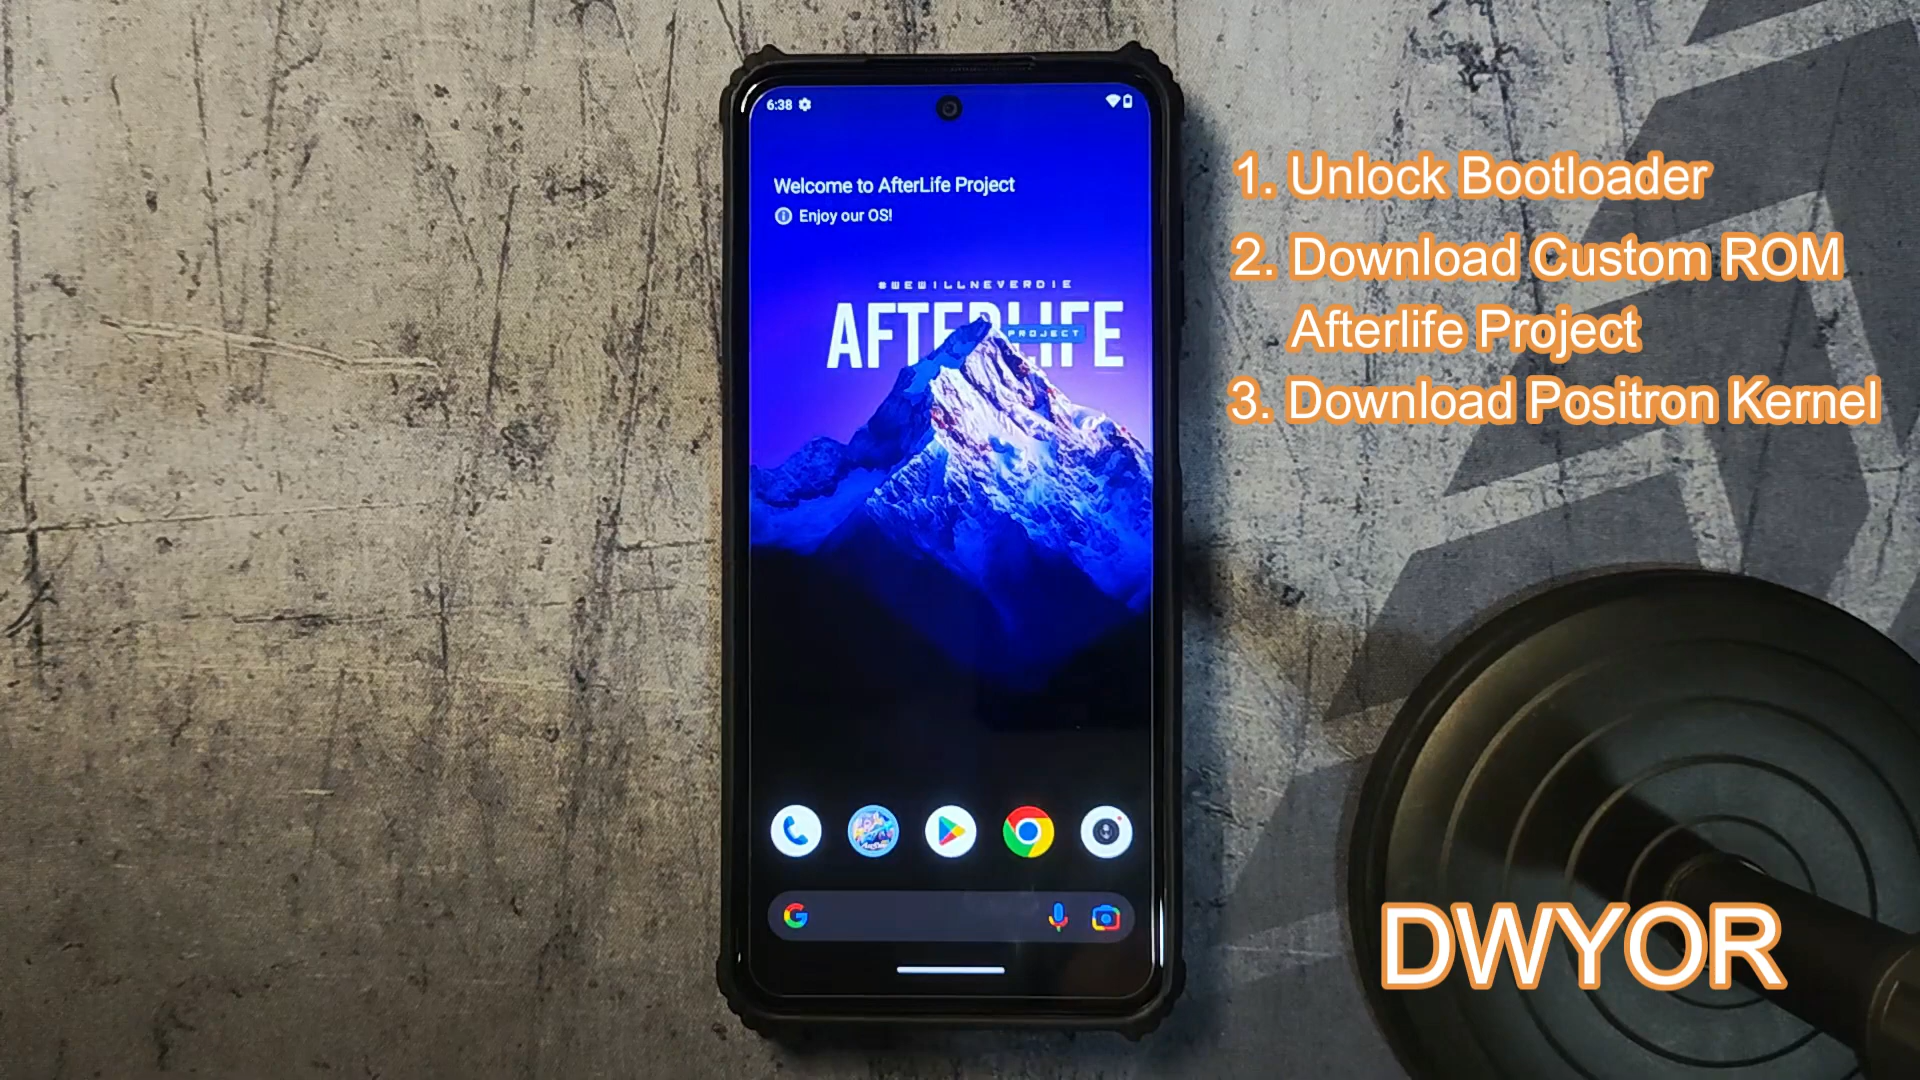 6:38
Welcome to AfterLife Project
Enjoy our OS!
#WEWILLNEVERDIE
AFTERLIFE
PROJECT
1. Unlock Bootloader
2. Download Custom ROM
Afterlife Project
3. Download Positron Kernel
DWYOR